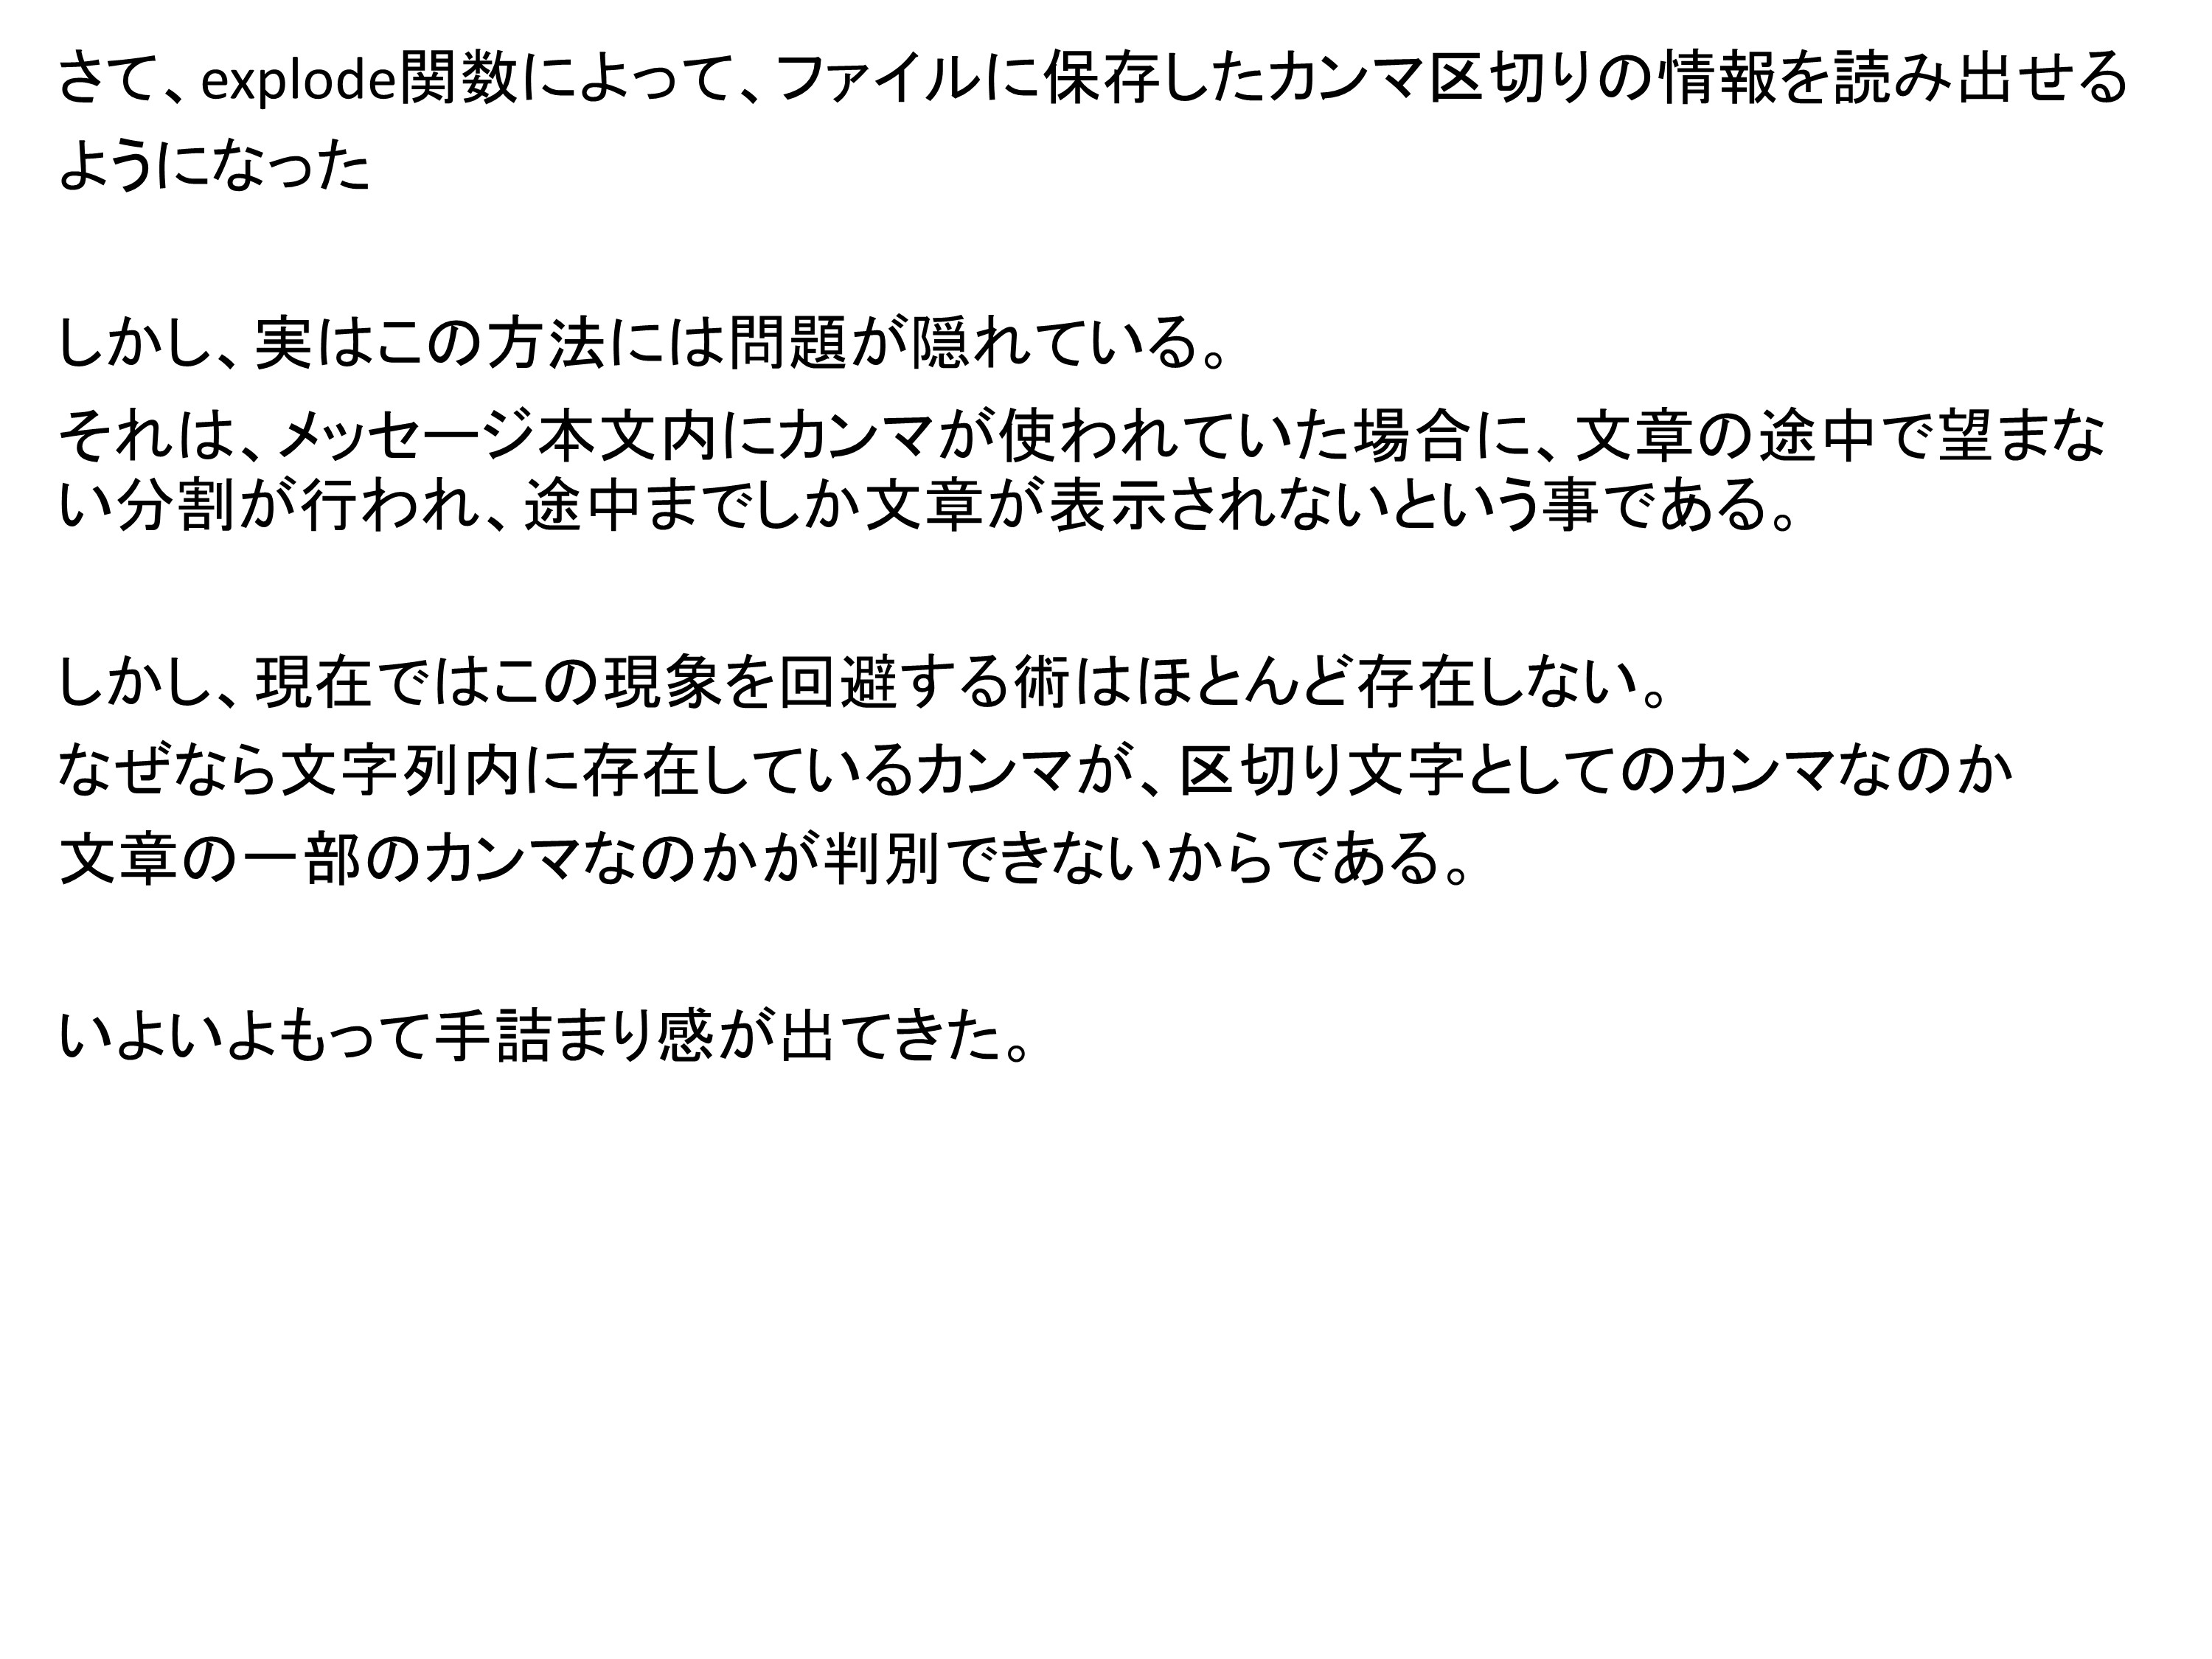 さて、explode関数によって、ファイルに保存したカンマ区切りの情報を読み出せる
ようになった
しかし、実はこの方法には問題が隠れている。
それは、メッセージ本文内にカンマが使われていた場合に、文章の途中で望まな
い分割が行われ、途中までしか文章が表示されないという事である。
しかし、現在ではこの現象を回避する術はほとんど存在しない。
なぜなら文字列内に存在しているカンマが、区切り文字としてのカンマなのか
文章の一部のカンマなのかが判別できないからである。
いよいよもって手詰まり感が出てきた。